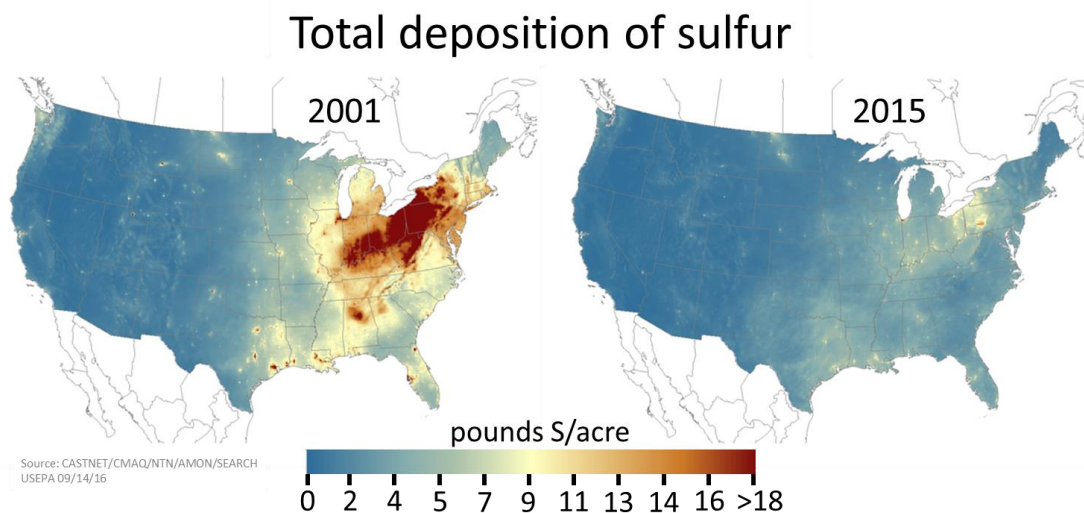 Total deposition of sulfur
2001
2015
pounds S/acre
0 2 4 5 7 9 11 13 14 16 >18
Source: CASTNET/CMAQ/NTN/AMON/SEARCH
USEPA 09/14/16